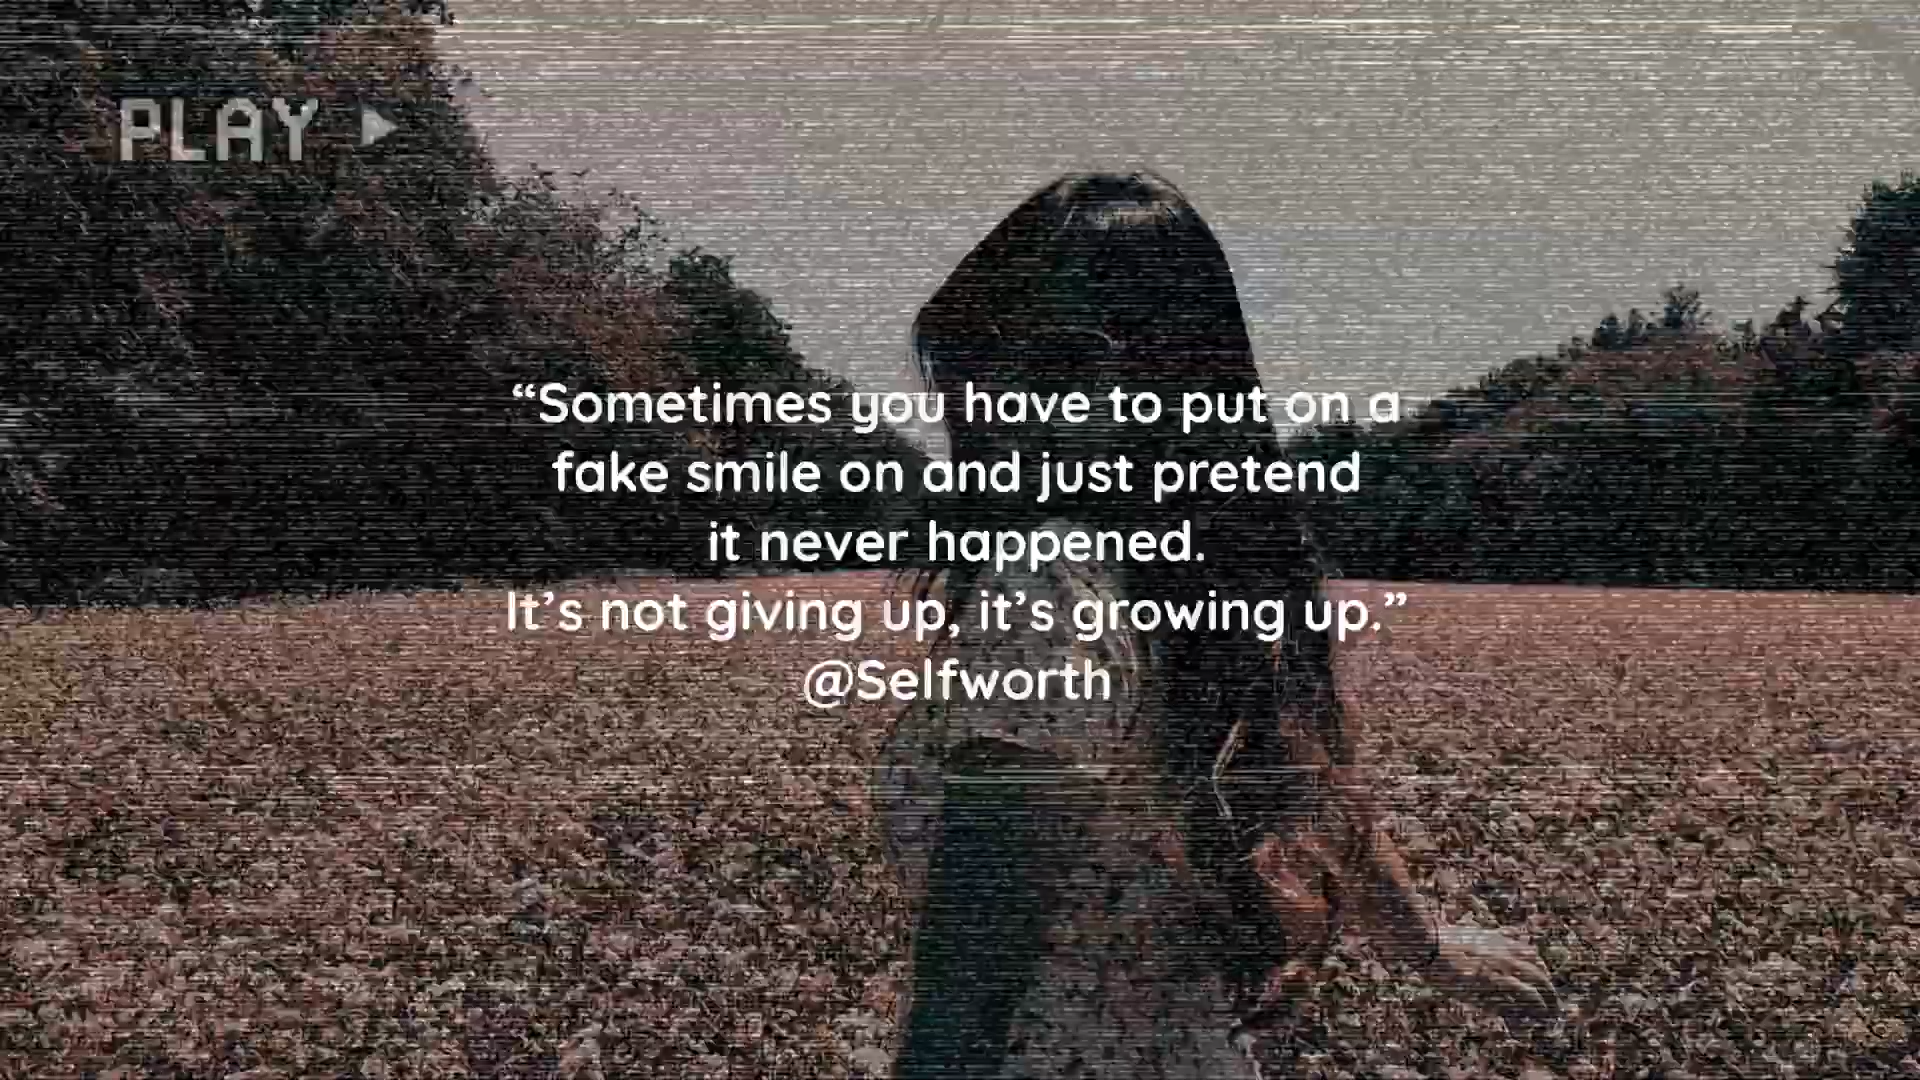 PLAY
“Sometimes you have to put on a
fake smile on and just pretend
it never happened.
It’s not giving up, it’s growing up.”
@Selfworth